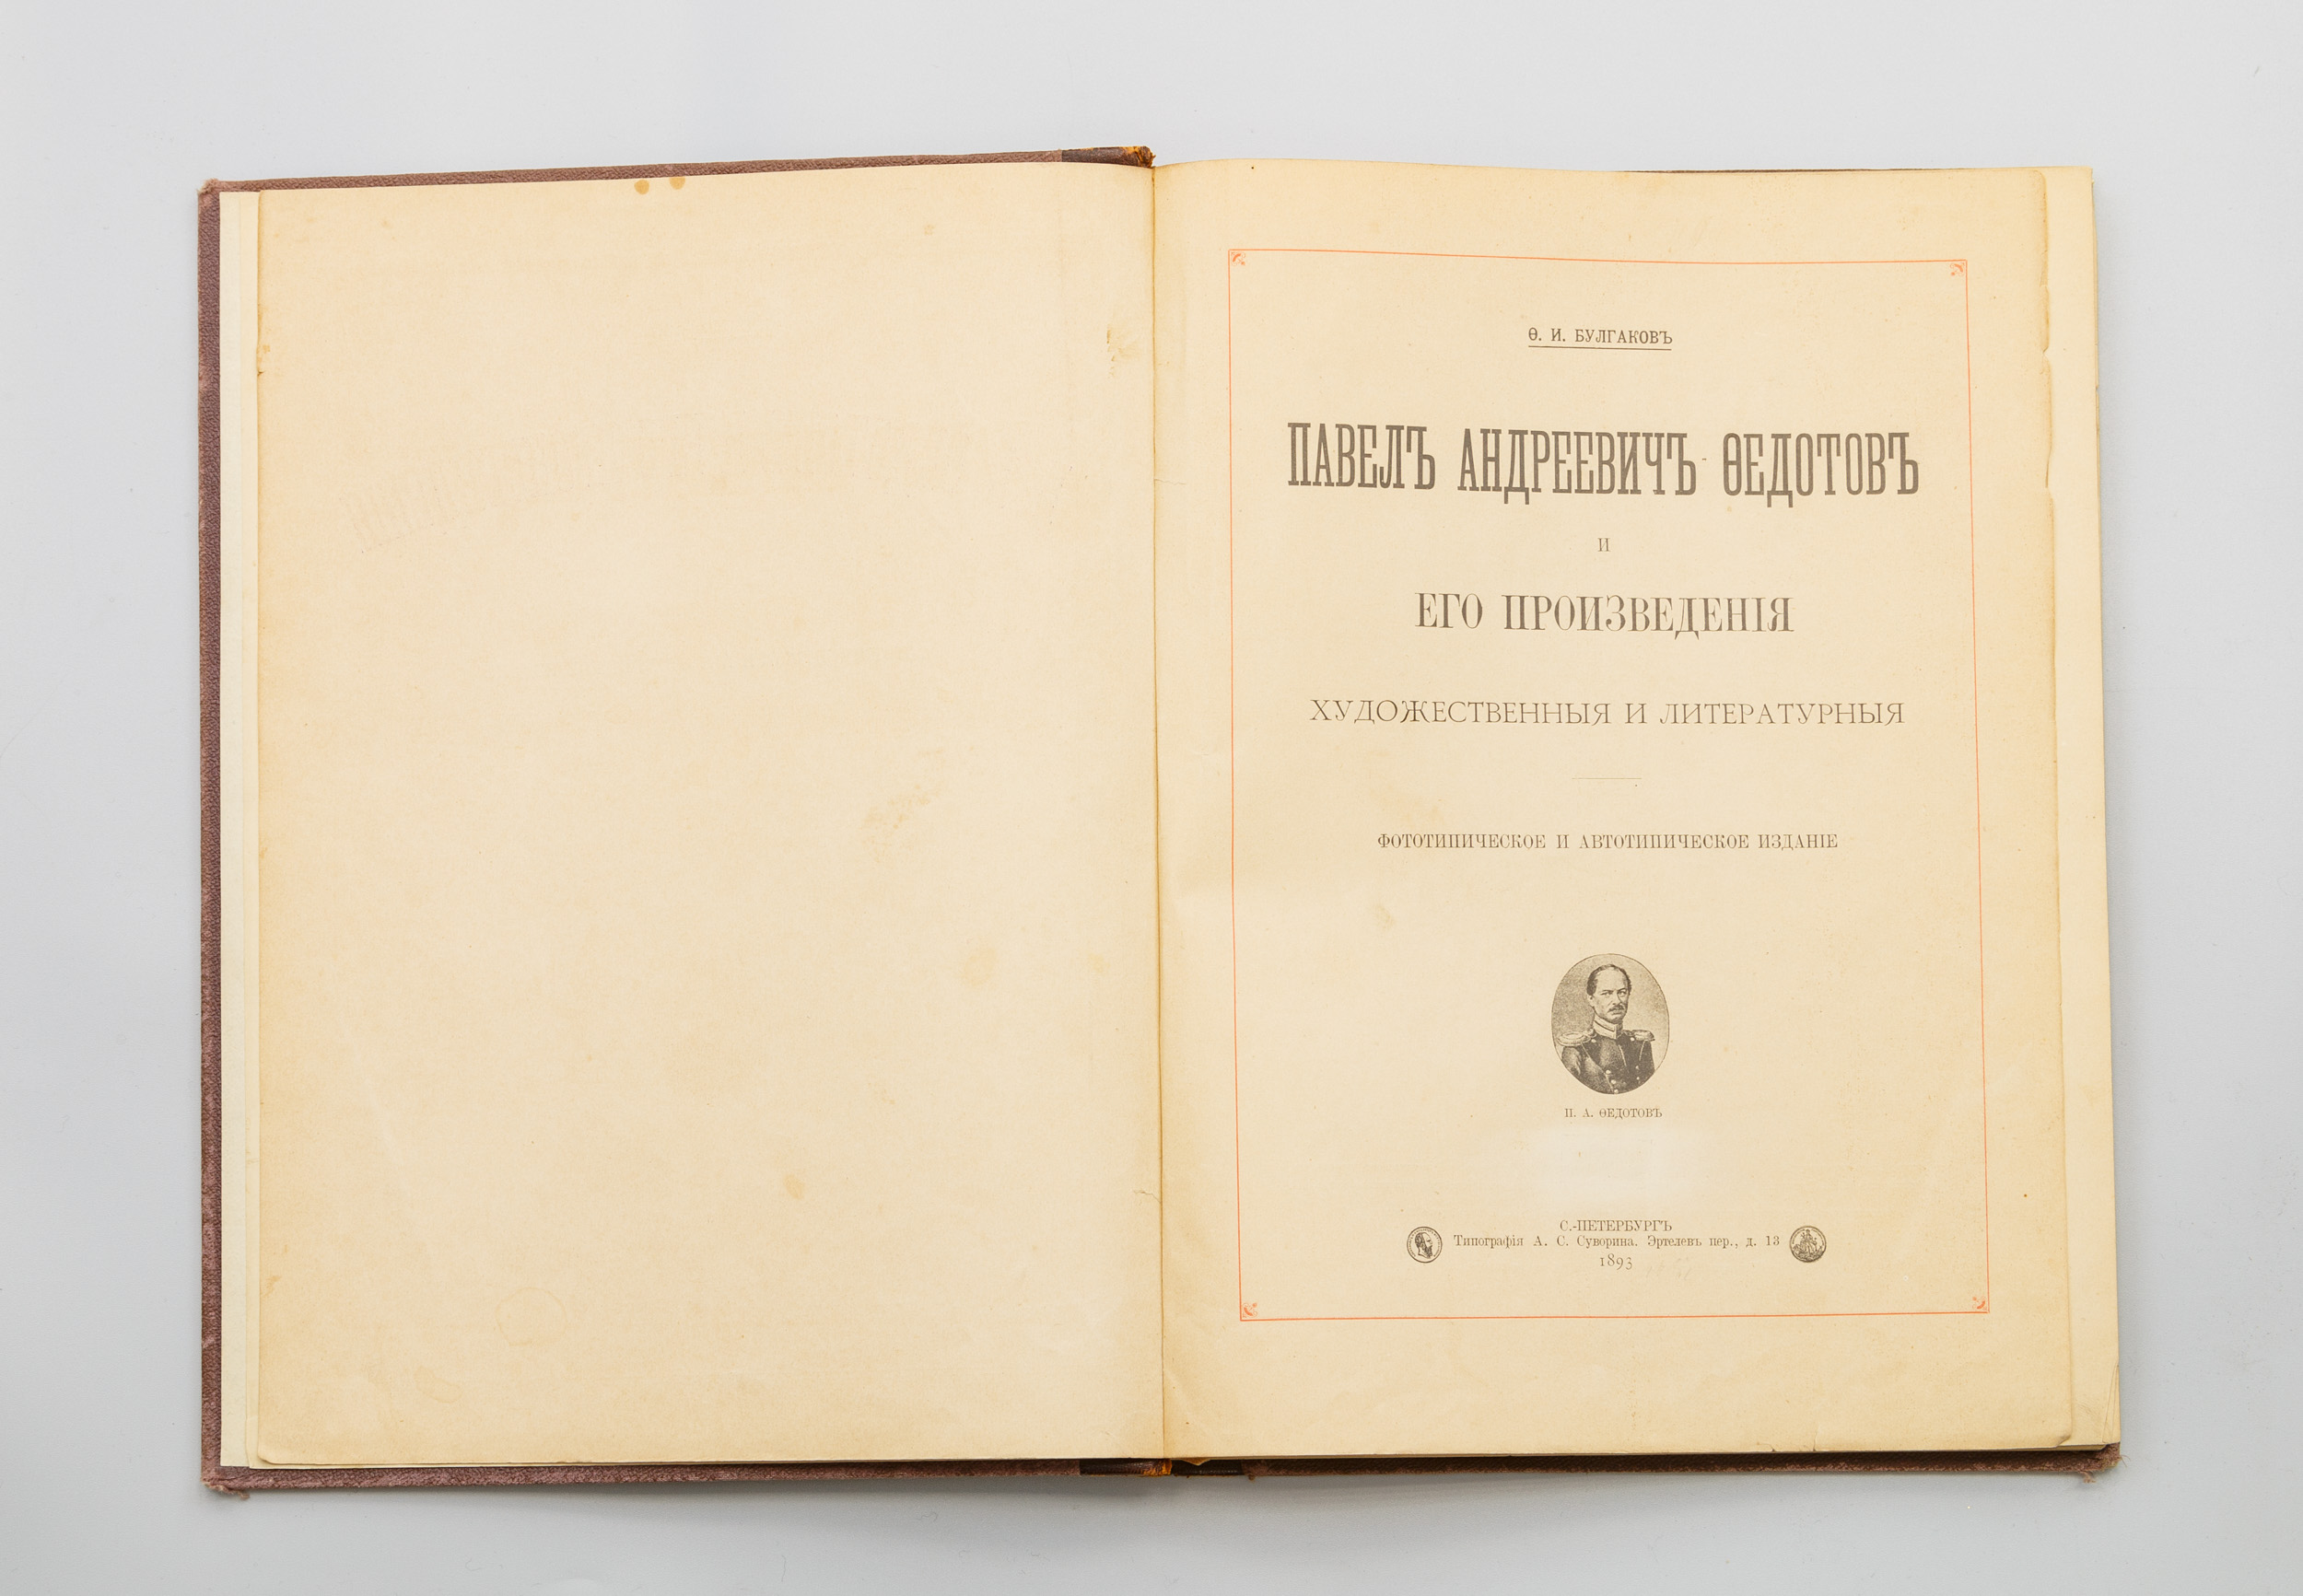 Ѳ. И. БУЛГАКОВЪ
ПАВЕЛЪ АНДРЕЕВИЧЪ ѲЕДОТОВЪ
И
ЕГО ПРОИЗВЕДЕНІЯ
ХУДОЖЕСТВЕННЫЯ И ЛИТЕРАТУРНЫЯ
ФОТОТИПИЧЕСКОЕ И АВТОТИПИЧЕСКОЕ ИЗДАНІЕ
П. А. ѲЕДОТОВЪ
С.-ПЕТЕРБУРГЪ
Типографія А. С. Суворина. Эртелевъ пер., д. 13
1893